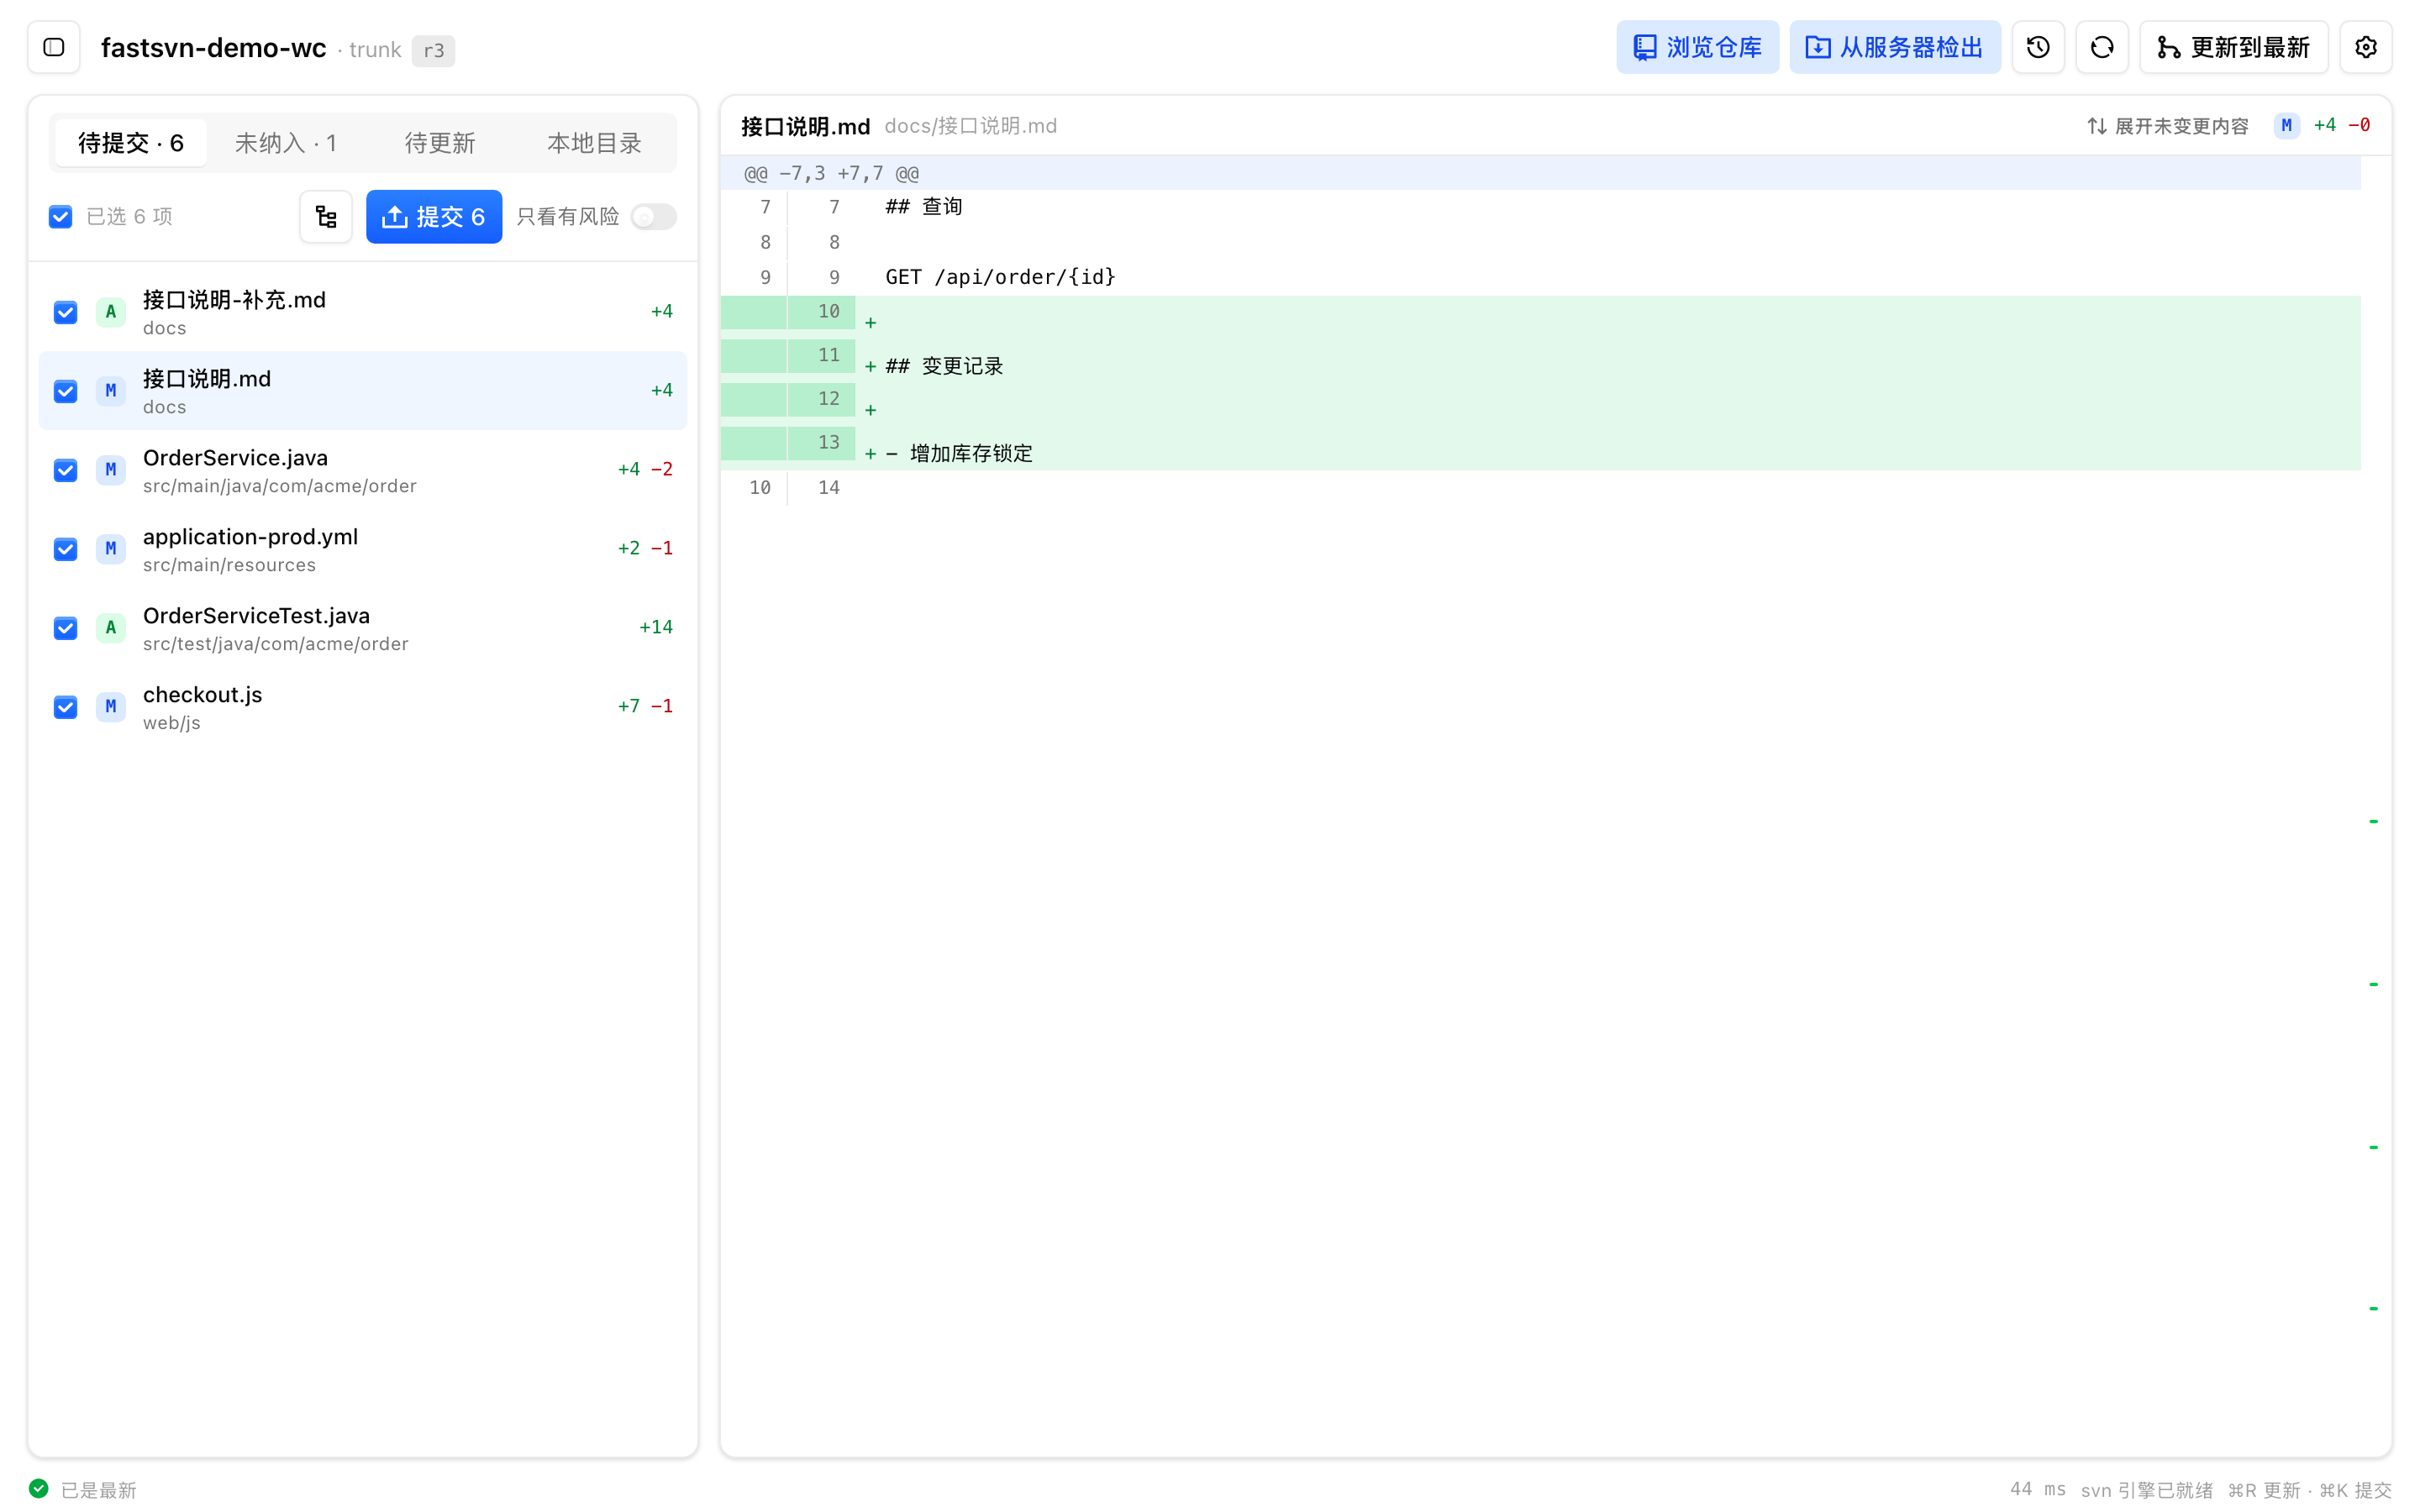 fastsvn-demo-wc · trunk r3
浏览仓库 从服务器检出 更新到最新
待提交 · 6 未纳入 · 1 待更新 本地目录
已选 6 项 提交 6 只看有风险
A 接口说明-补充.md +4
docs
M 接口说明.md +4
docs
M OrderService.java +4 −2
src/main/java/com/acme/order
M application-prod.yml +2 −1
src/main/resources
A OrderServiceTest.java +14
src/test/java/com/acme/order
M checkout.js +7 −1
web/js
接口说明.md docs/接口说明.md 展开未变更内容 M +4 −0
@@ −7,3 +7,7 @@
7 7 ## 查询
8 8
9 9 GET /api/order/{id}
10 +
11 + ## 变更记录
12 +
13 + − 增加库存锁定
10 14
已是最新 44 ms svn 引擎已就绪 ⌘R 更新 · ⌘K 提交